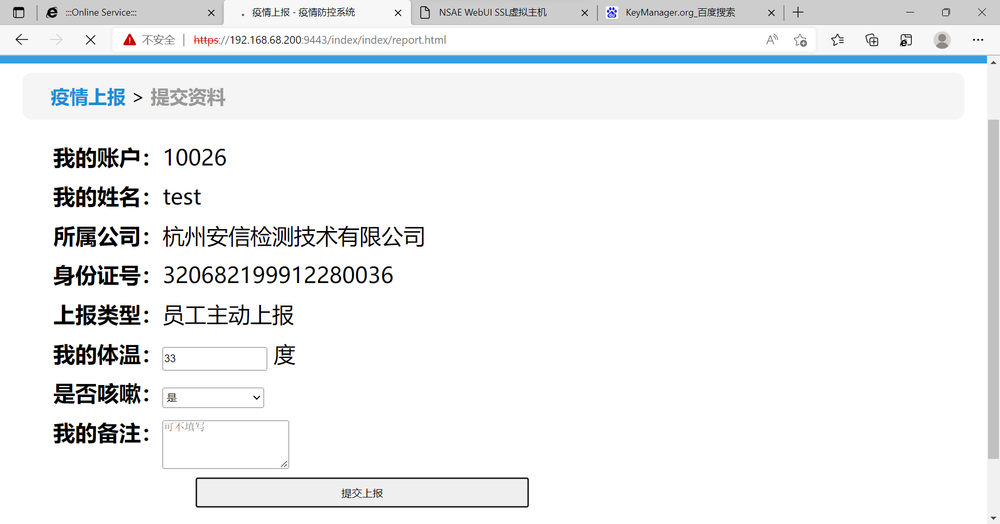 :::Online Service:::
疫情上报 - 疫情防控系统
NSAE WebUI SSL虚拟主机
KeyManager.org_百度搜索
不安全 | https://192.168.68.200:9443/index/index/report.html
疫情上报 > 提交资料
我的账户：10026
我的姓名：test
所属公司：杭州安信检测技术有限公司
身份证号：320682199912280036
上报类型：员工主动上报
我的体温：33 度
是否咳嗽：是
我的备注：可不填写
提交上报